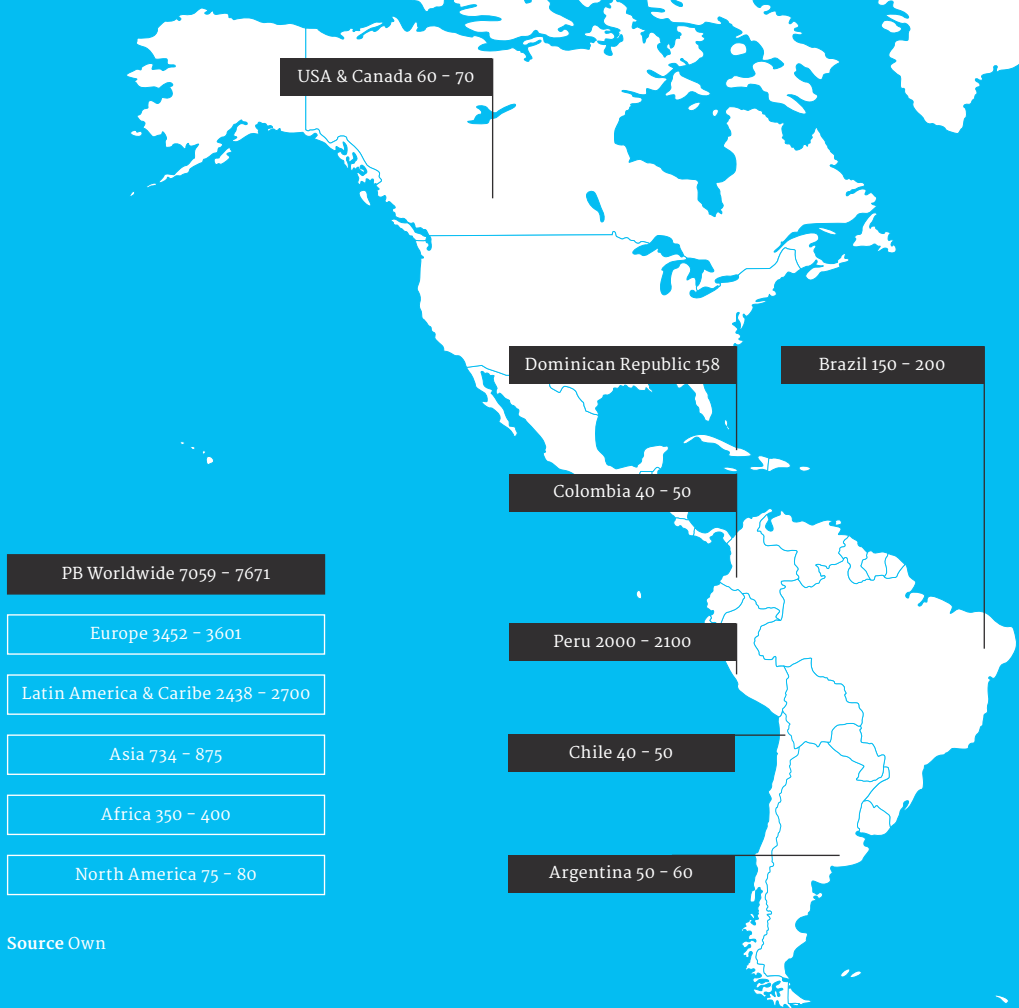 USA & Canada 60 - 70
Dominican Republic 158
Brazil 150 - 200
Colombia 40 - 50
PB Worldwide 7059 - 7671
Europe 3452 - 3601
Latin America & Caribe 2438 - 2700
Asia 734 - 875
Africa 350 - 400
North America 75 - 80
Source Own
Peru 2000 - 2100
Chile 40 - 50
Argentina 50 - 60